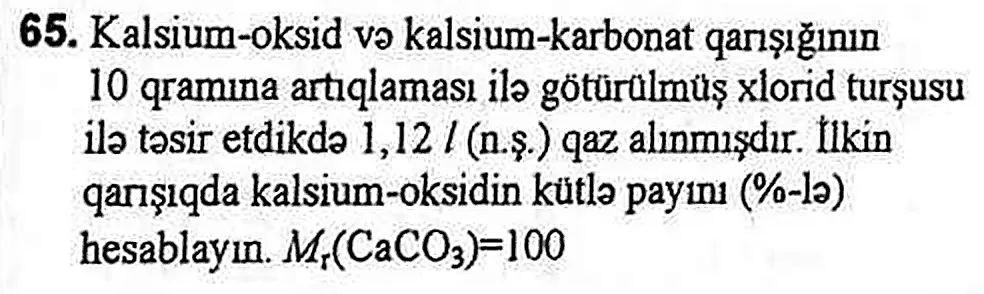 65. Kalsium-oksid və kalsium-karbonat qarışığının
10 qramına artıqlaması ilə götürülmüş xlorid turşusu
ilə təsir etdikdə 1,12 l (n.ş.) qaz alınmışdır. İlkin
qarışıqda kalsium-oksidin kütlə payını (%-lə)
hesablayın. Mᵣ(CaCO₃)=100